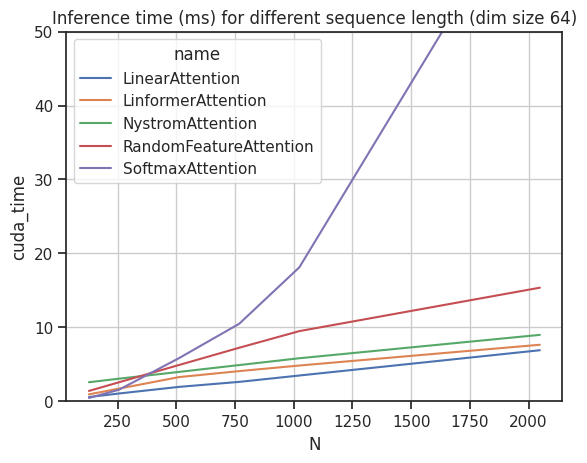 Inference time (ms) for different sequence length (dim size 64)
50
40
30
20
10
0
cuda_time
name
LinearAttention
LinformerAttention
NystromAttention
RandomFeatureAttention
SoftmaxAttention
250 500 750 1000 1250 1500 1750 2000
N